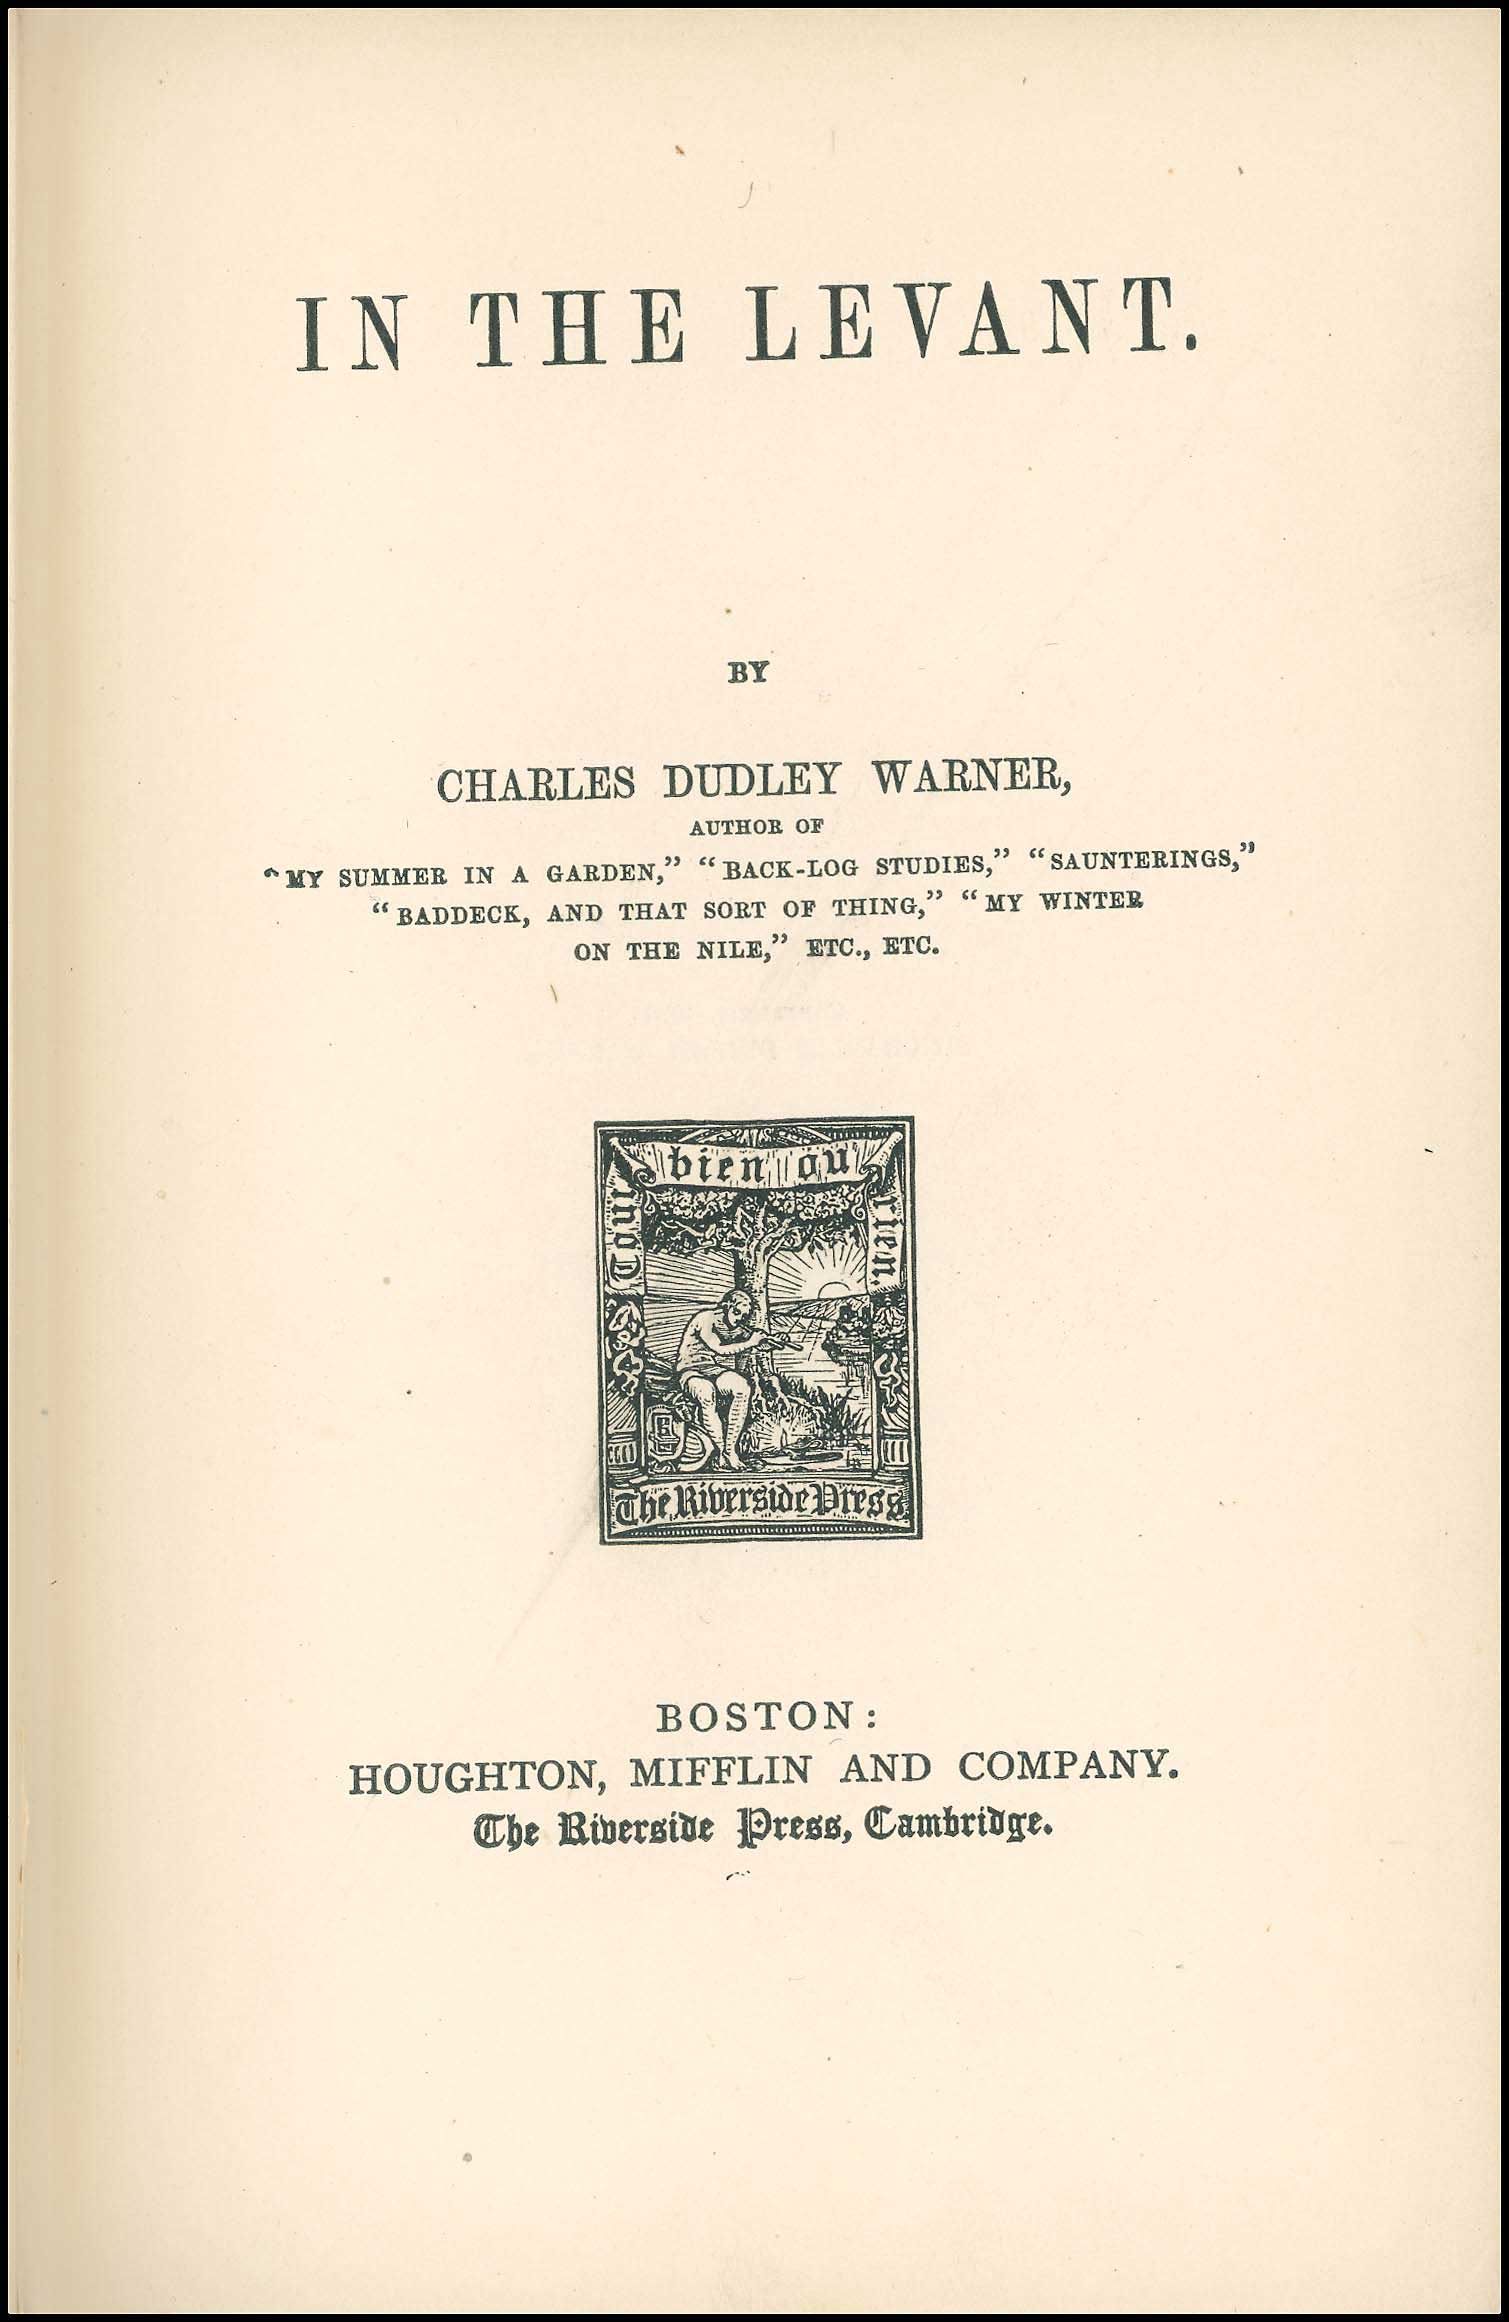 IN THE LEVANT.
BY
CHARLES DUDLEY WARNER,
AUTHOR OF
"MY SUMMER IN A GARDEN," "BACK-LOG STUDIES," "SAUNTERINGS,"
"BADDECK, AND THAT SORT OF THING," "MY WINTER
ON THE NILE," ETC., ETC.
Tout bien ou rien.
The Riverside Press
BOSTON:
HOUGHTON, MIFFLIN AND COMPANY.
The Riverside Press, Cambridge.